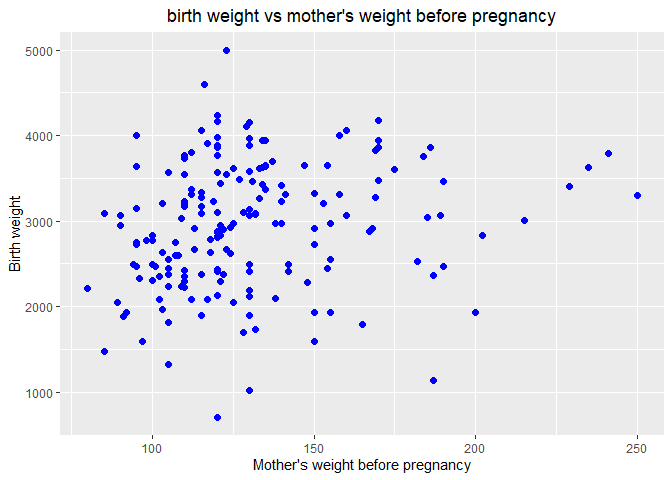 birth weight vs mother's weight before pregnancy
5000
4000
3000
2000
1000
Birth weight
100 150 200 250
Mother's weight before pregnancy